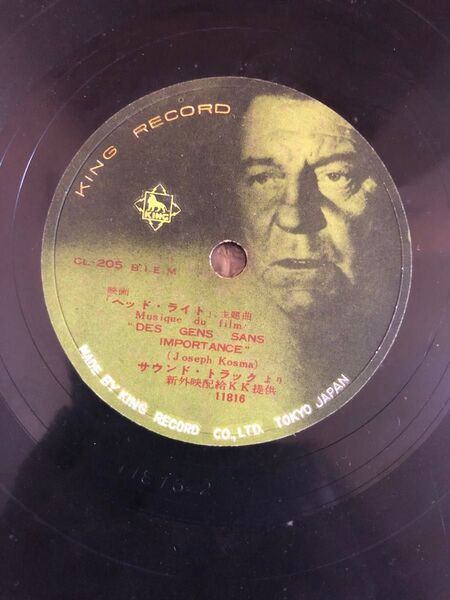 KING RECORD
KING
CL-205 B.I.E.M
映画
「ヘッド・ライト」主題曲
Musique du film
"DES GENS SANS
IMPORTANCE"
(Joseph Kosma)
サウンド・トラックより
新外映配給KK提供
11816
MADE BY KING RECORD CO., LTD. TOKYO JAPAN